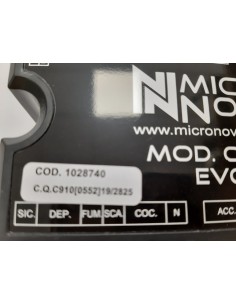 MIC
NO
www.micronov
MOD. C
EVO
COD. 1028740
C.Q.C910[0552]19/2825
SIC. DEP. FUM SCA. COC. N ACC.